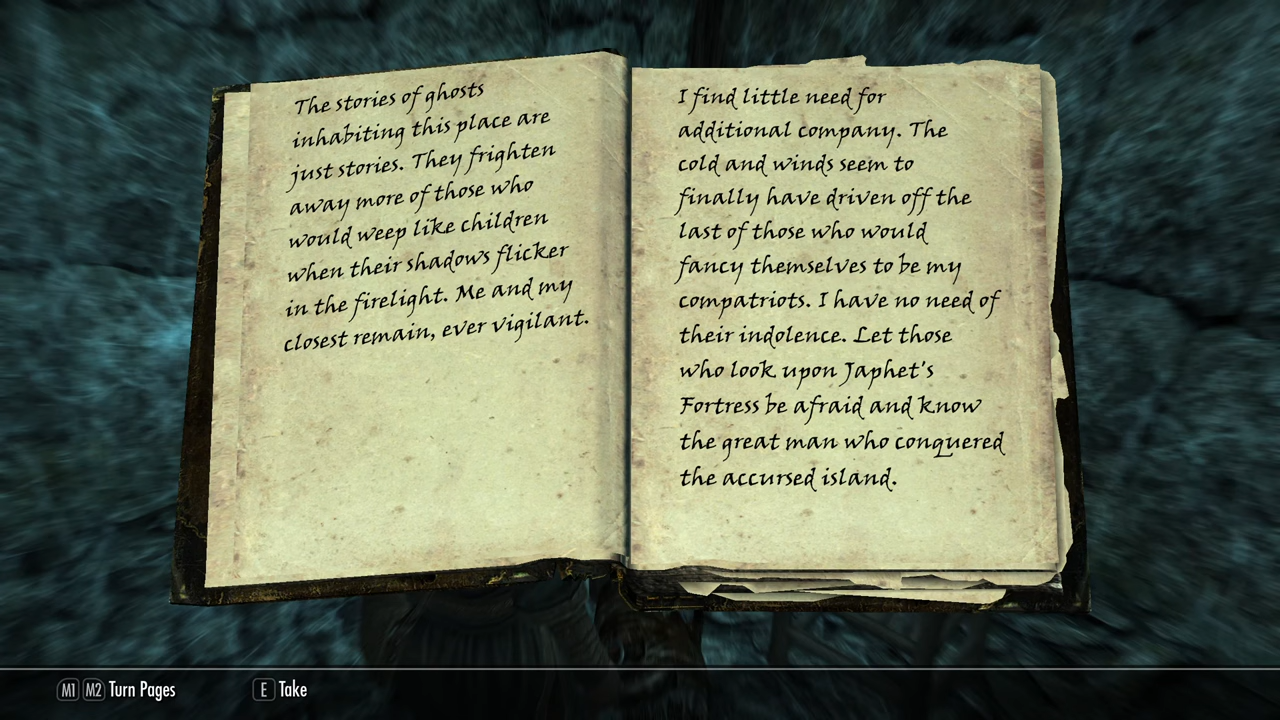 The stories of ghosts
inhabiting this place are
just stories. They frighten
away more of those who
would weep like children
when their shadows flicker
in the firelight. Me and my
closest remain, ever vigilant.
I find little need for
additional company. The
cold and winds seem to
finally have driven off the
last of those who would
fancy themselves to be my
compatriots. I have no need of
their indolence. Let those
who look upon Japhet's
Fortress be afraid and know
the great man who conquered
the accursed island.
M1 M2 Turn Pages E Take